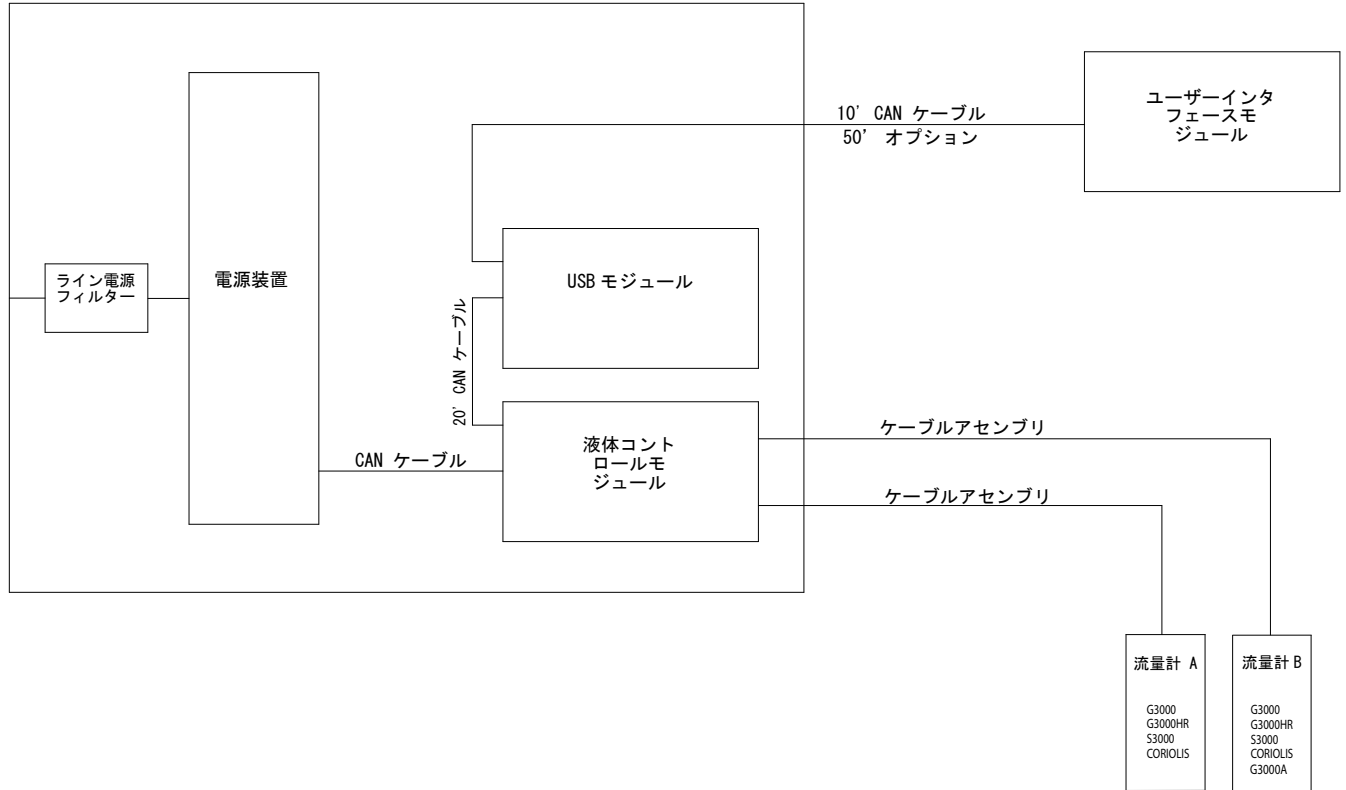 10' CAN ケーブル
50' オプション
ユーザーインタ
フェースモ
ジュール
ライン電源
フィルター
電源装置
USB モジュール
20' CAN ケーブル
CAN ケーブル
液体コント
ロールモ
ジュール
ケーブルアセンブリ
ケーブルアセンブリ
流量計 A
G3000
G3000HR
S3000
CORIOLIS
流量計 B
G3000
G3000HR
S3000
CORIOLIS
G3000A